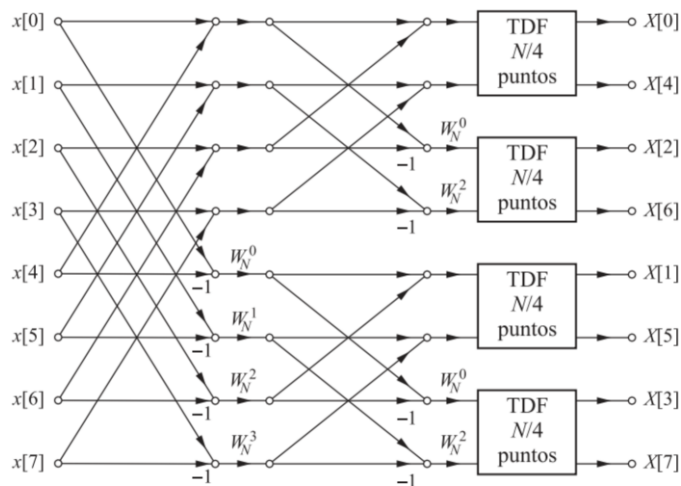 x[0]
TDF
N/4
puntos
X[0]
x[1]
X[4]
x[2]
W_N^0
-1
TDF
N/4
puntos
X[2]
x[3]
W_N^2
-1
X[6]
x[4]
W_N^0
-1
TDF
N/4
puntos
X[1]
x[5]
W_N^1
-1
X[5]
x[6]
W_N^2
-1
W_N^0
-1
TDF
N/4
puntos
X[3]
x[7]
W_N^3
-1
W_N^2
-1
X[7]